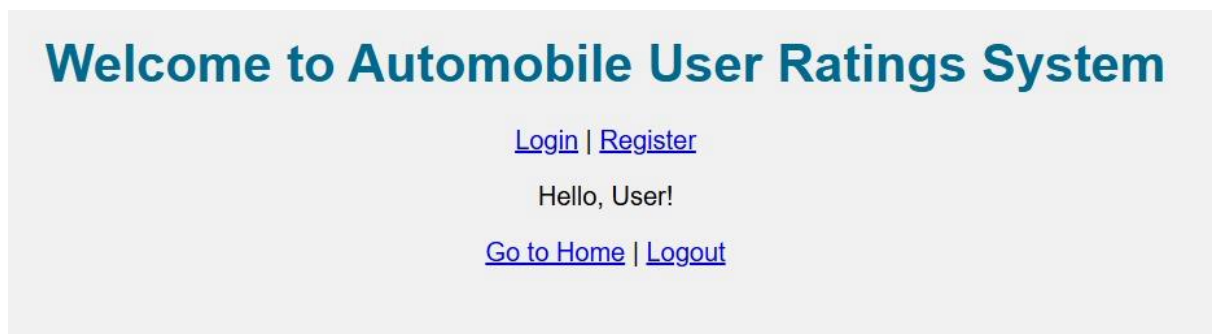 Welcome to Automobile User Ratings System
Login | Register
Hello, User!
Go to Home | Logout